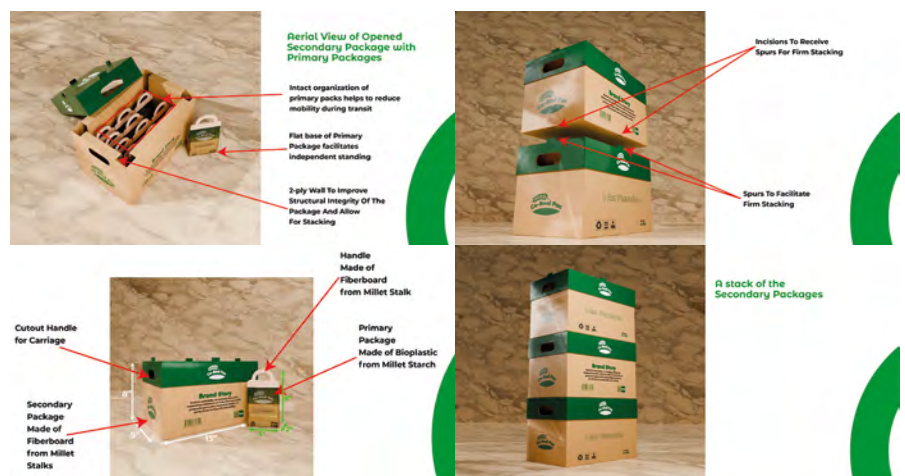 Aerial View of Opened
Secondary Package with
Primary Packages
Intact organization of
primary packs helps to reduce
mobility during transit
Flat base of Primary
Package facilitates
independent standing
2-ply Wall To Improve
Structural Integrity Of The
Package And Allow
For Stacking
Incisions To Receive
Spurs For Firm Stacking
Spurs To Facilitate
Firm Stacking
Handle
Made of
Fiberboard
from Millet Stalk
Cutout Handle
for Carriage
Primary
Package
Made of Bioplastic
from Millet Starch
Secondary
Package
Made of
Fiberboard
from Millet
Stalks
Brand Story
8"
15"
A stack of the
Secondary Packages
Brand Story